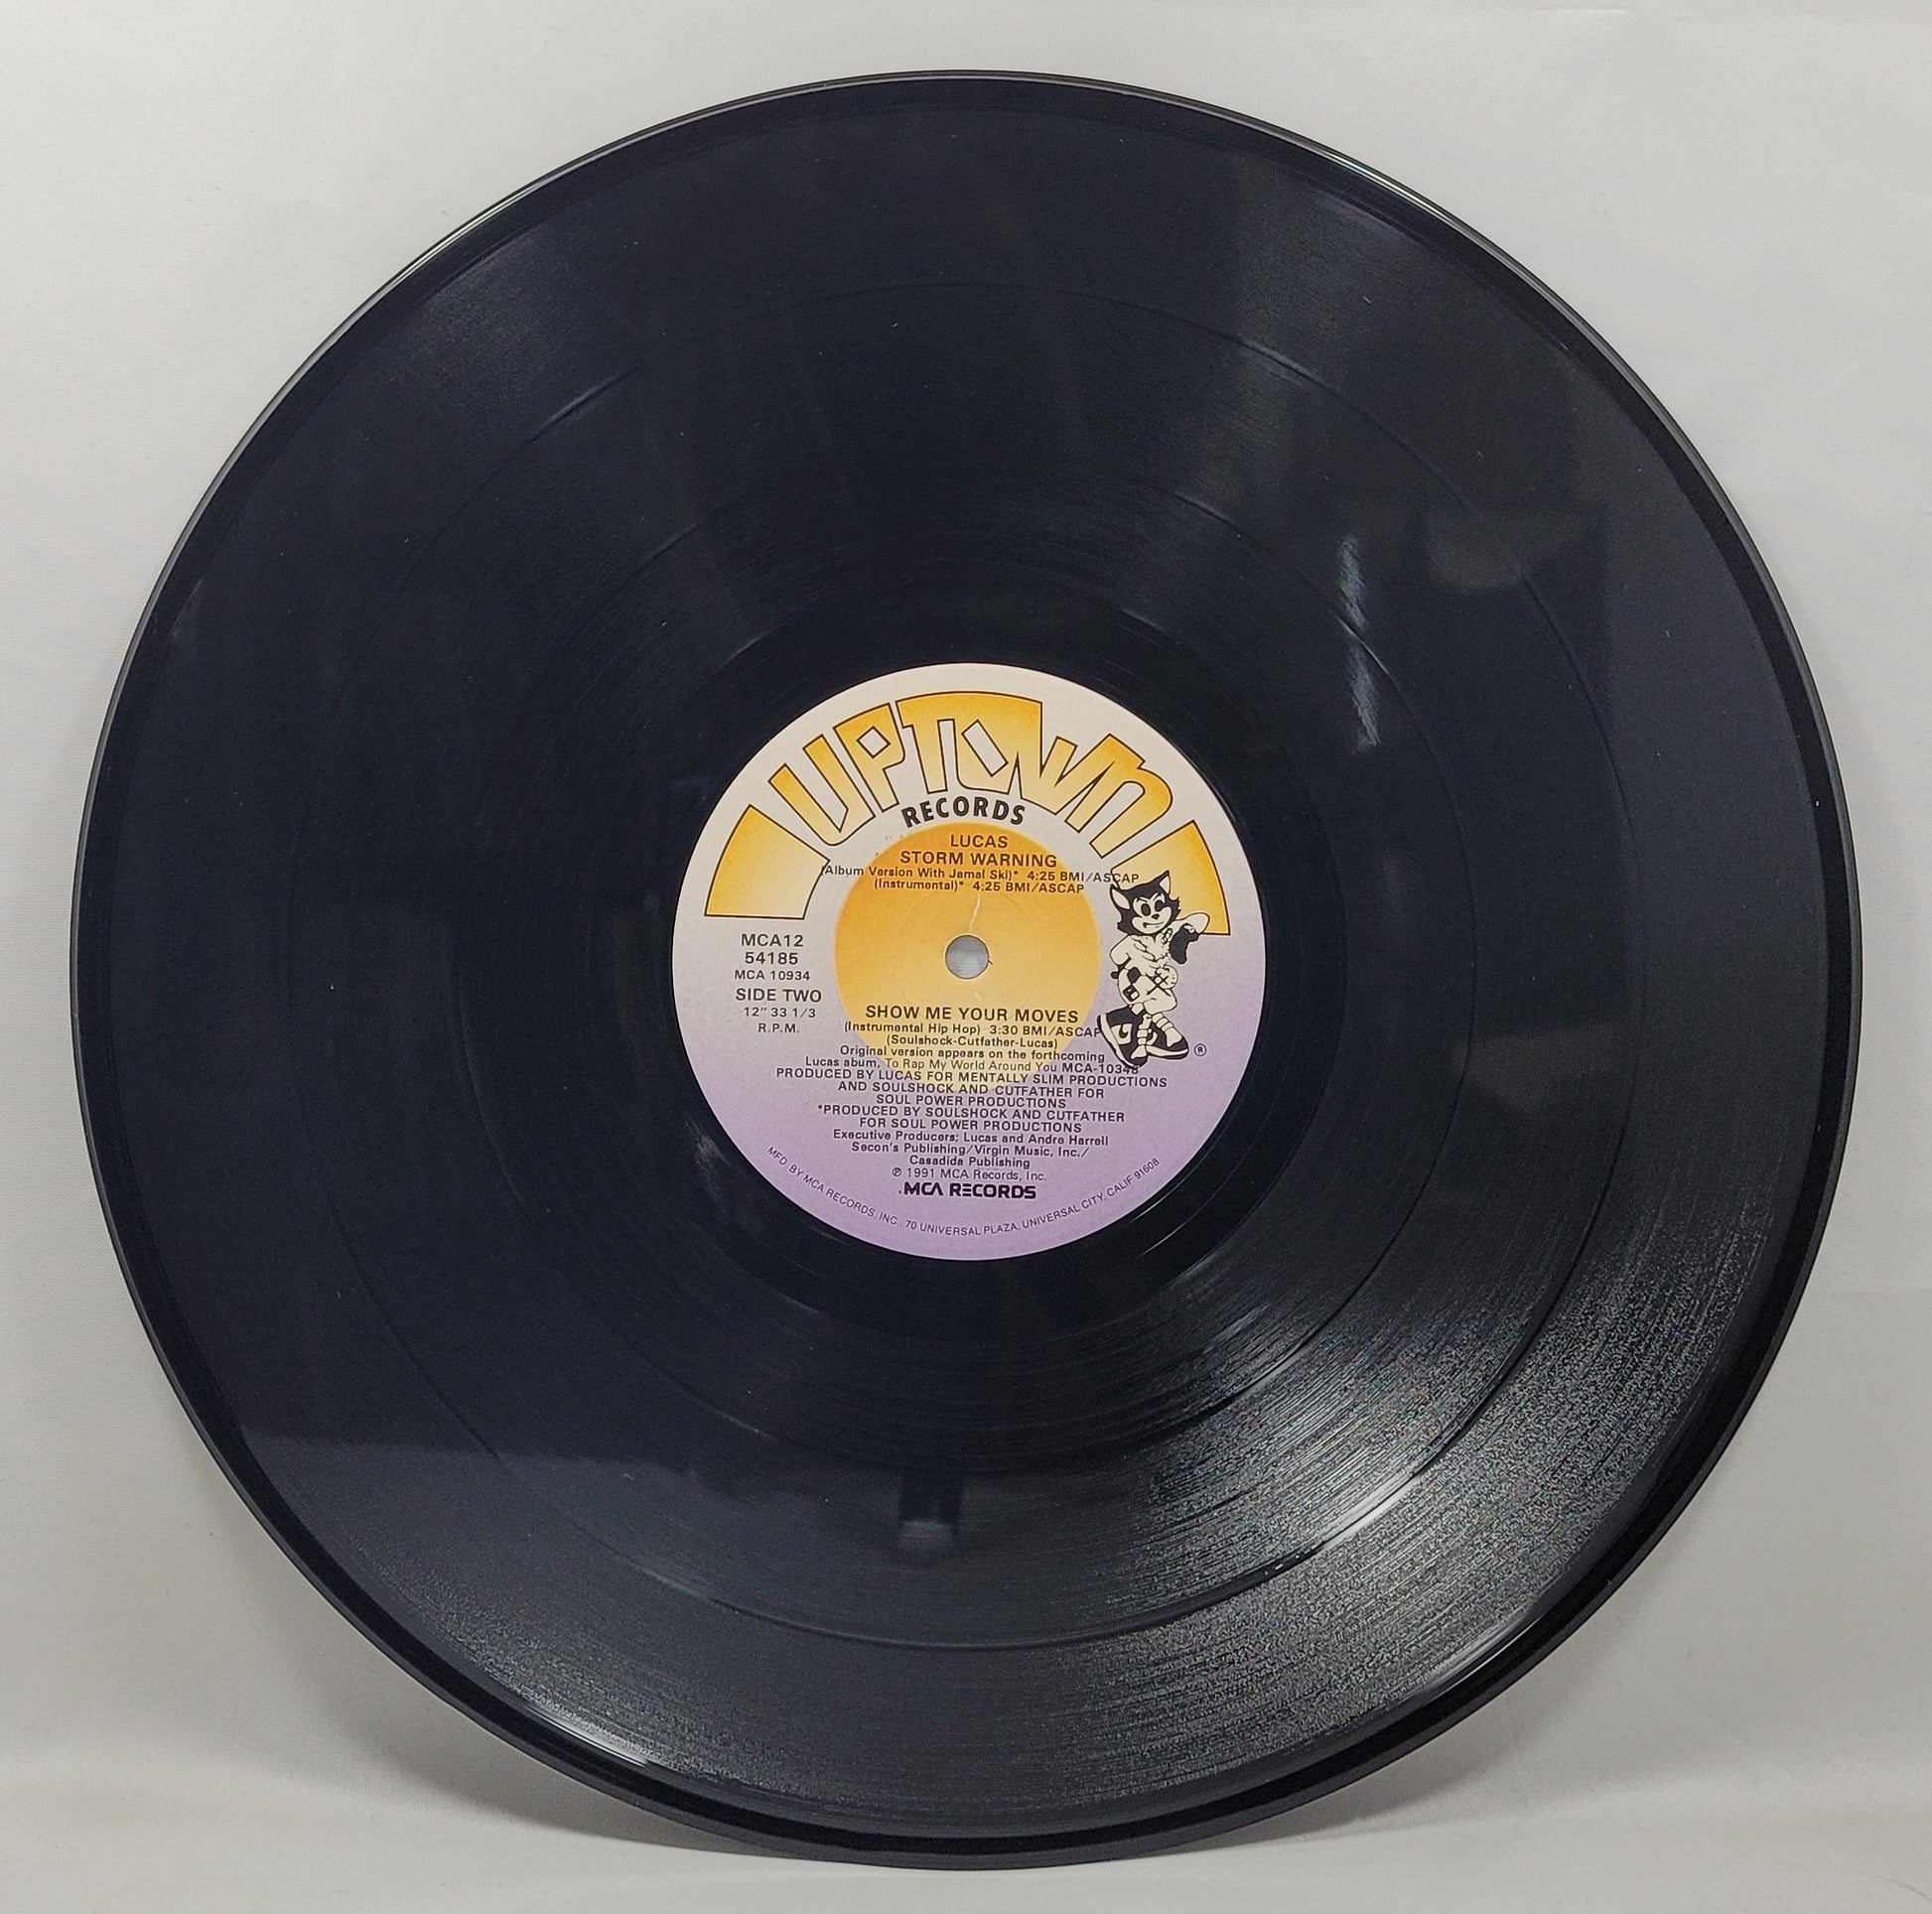 UPTOWN
RECORDS
LUCAS
STORM WARNING
(Album Version With Jamal Ski)* 4:25 BMI/ASCAP
(Instrumental)* 4:25 BMI/ASCAP
MCA12
54185
MCA 10934
SIDE TWO
12" 33 1/3
R.P.M.
SHOW ME YOUR MOVES
(Instrumental Hip Hop) 3:30 BMI/ASCAP
(Soulshock-Cutfather-Lucas)
Original version appears on the forthcoming
Lucas abum, To Rap My World Around You MCA-10348
PRODUCED BY LUCAS FOR MENTALLY SLIM PRODUCTIONS
AND SOULSHOCK AND CUTFATHER FOR
SOUL POWER PRODUCTIONS
*PRODUCED BY SOULSHOCK AND CUTFATHER
FOR SOUL POWER PRODUCTIONS
Executive Producers; Lucas and Andre Harrell
Secon's Publishing/Virgin Music, Inc./
Casadida Publishing
℗ 1991 MCA Records, Inc.
MCA RECORDS
MFD. BY MCA RECORDS, INC., 70 UNIVERSAL PLAZA, UNIVERSAL CITY, CALIF 91608
®